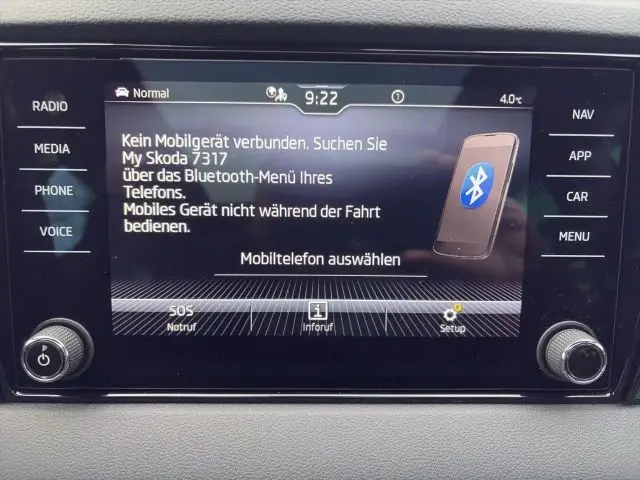 Normal
9:22
1
4.0°C
RADIO
MEDIA
PHONE
VOICE
NAV
APP
CAR
MENU
Kein Mobilgerät verbunden. Suchen Sie
My Skoda 7317
über das Bluetooth-Menü Ihres
Telefons.
Mobiles Gerät nicht während der Fahrt
bedienen.
Mobiltelefon auswählen
SOS
Notruf
i
Inforuf
Setup